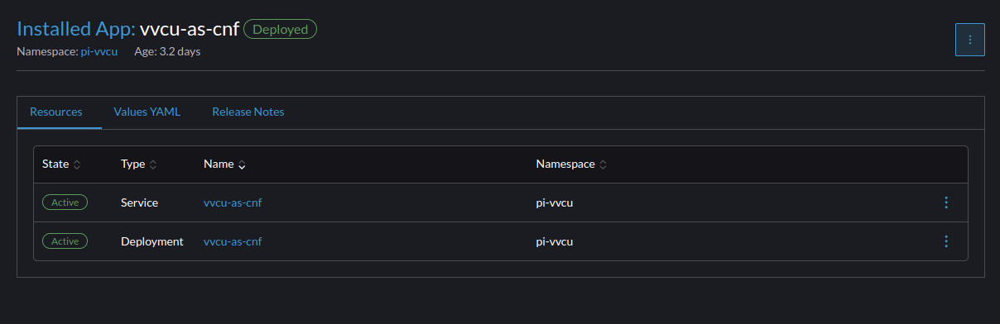 Installed App: vvcu-as-cnf Deployed
Namespace: pi-vvcu Age: 3.2 days
Resources Values YAML Release Notes
State Type Name Namespace
Active Service vvcu-as-cnf pi-vvcu
Active Deployment vvcu-as-cnf pi-vvcu